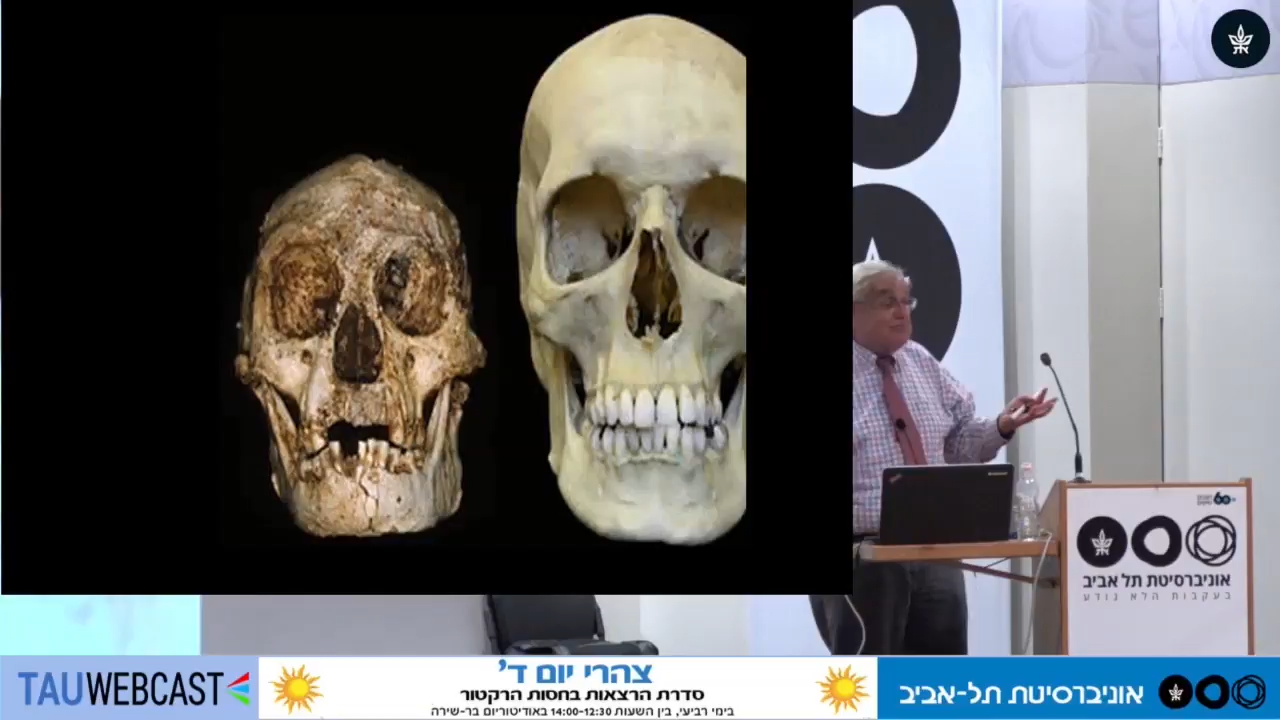 אוניברסיטת תל אביב
בעקבות הלא נודע
TAUWEBCAST
צהרי יום ד'
סדרת הרצאות בחסות הרקטור
בימי רביעי, בין השעות 14:00-12:30 באודיטוריום בר-שירה
אוניברסיטת תל-אביב